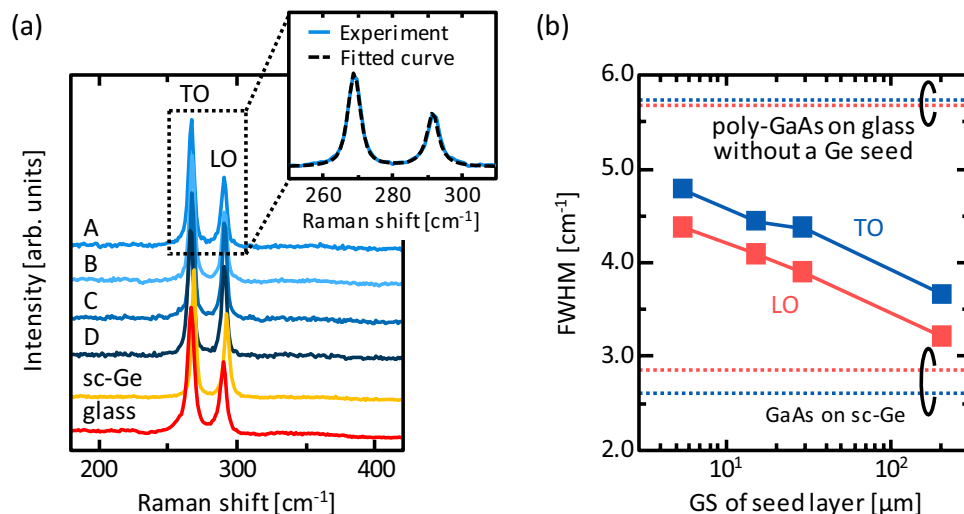 (a)
Experiment
Fitted curve
260 280 300
Raman shift [cm⁻¹]
TO
LO
A
B
C
D
sc-Ge
glass
Intensity [arb. units]
200 300 400
Raman shift [cm⁻¹]
(b)
6.0
5.0
4.0
3.0
2.0
FWHM [cm⁻¹]
poly-GaAs on glass
without a Ge seed
TO
LO
GaAs on sc-Ge
10¹ 10²
GS of seed layer [μm]